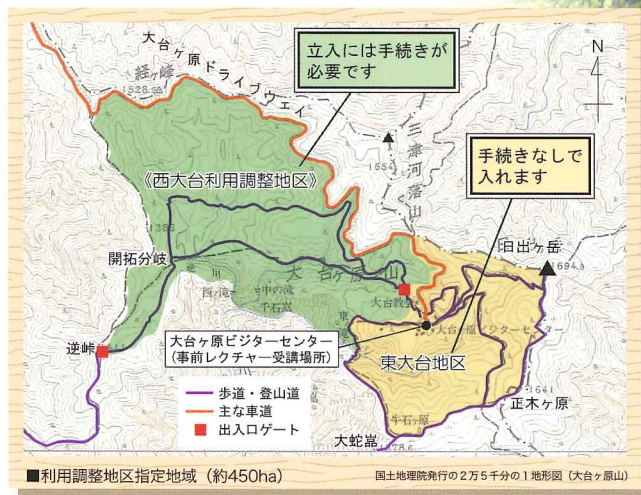 大台ヶ原ドライブウェイ
経ヶ峰
1528
立入には手続きが
必要です
N
三津河落山
1654
手続きなしで
入れます
《西大台利用調整地区》
日出ヶ岳
1694
開拓分岐
大台ヶ原山
中の滝
西ノ滝
千石嵓
大台教会
大台ヶ原ビジターセンター
大台ヶ原ビジターセンター
(事前レクチャー受講場所)
逆峠
東大台地区
歩道・登山道
主な車道
出入口ゲート
牛石ヶ原
正木ヶ原
大蛇嵓
■利用調整地区指定地域(約450ha)
国土地理院発行の2万5千分の1地形図(大台ヶ原山)